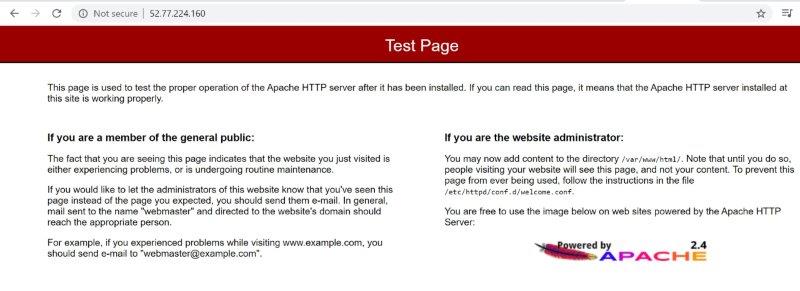 Not secure | 52.77.224.160
Test Page
This page is used to test the proper operation of the Apache HTTP server after it has been installed. If you can read this page, it means that the Apache HTTP server installed at
this site is working properly.
If you are a member of the general public:
The fact that you are seeing this page indicates that the website you just visited is
either experiencing problems, or is undergoing routine maintenance.
If you would like to let the administrators of this website know that you've seen this
page instead of the page you expected, you should send them e-mail. In general,
mail sent to the name "webmaster" and directed to the website's domain should
reach the appropriate person.
For example, if you experienced problems while visiting www.example.com, you
should send e-mail to "webmaster@example.com".
If you are the website administrator:
You may now add content to the directory /var/www/html/. Note that until you do so,
people visiting your website will see this page, and not your content. To prevent this
page from ever being used, follow the instructions in the file
/etc/httpd/conf.d/welcome.conf.
You are free to use the image below on web sites powered by the Apache HTTP
Server:
Powered by 2.4
APACHE